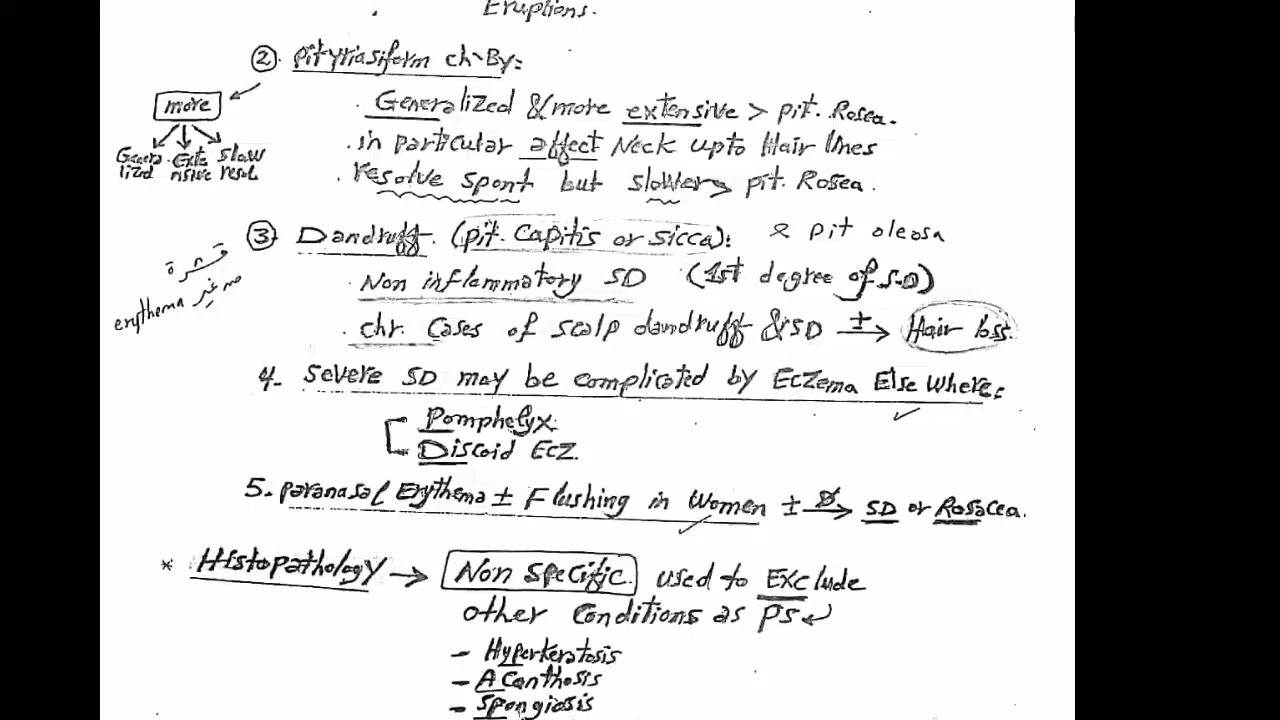 Eruptions.
② pityriasiform ch-By:
more
Genera lized
Exte nsive
slow resol
. Generalized & more extensive > pit. Rosea.
. in particular affect Neck upto Hair lines
. resolve spont but slower > pit. Rosea.
③ Dandruff. (pit. Capitis or Sicca): & pit oleosa
قشرة
من غير
erythema
Non inflammatory SD (1st degree of S.D)
chr. Cases of scalp dandruff & SD ± → Hair loss.
4. Severe SD may be complicated by Eczema Else where:
Pomphelyx.
Discoid Ecz.
5. paranasal Erythema ± Flushing in Women ± → SD or Rosacea.
* Histopathology → Non specific. used to Exclude
other Conditions as Ps
- Hyperkeratosis
- Acanthosis
- Spongiosis